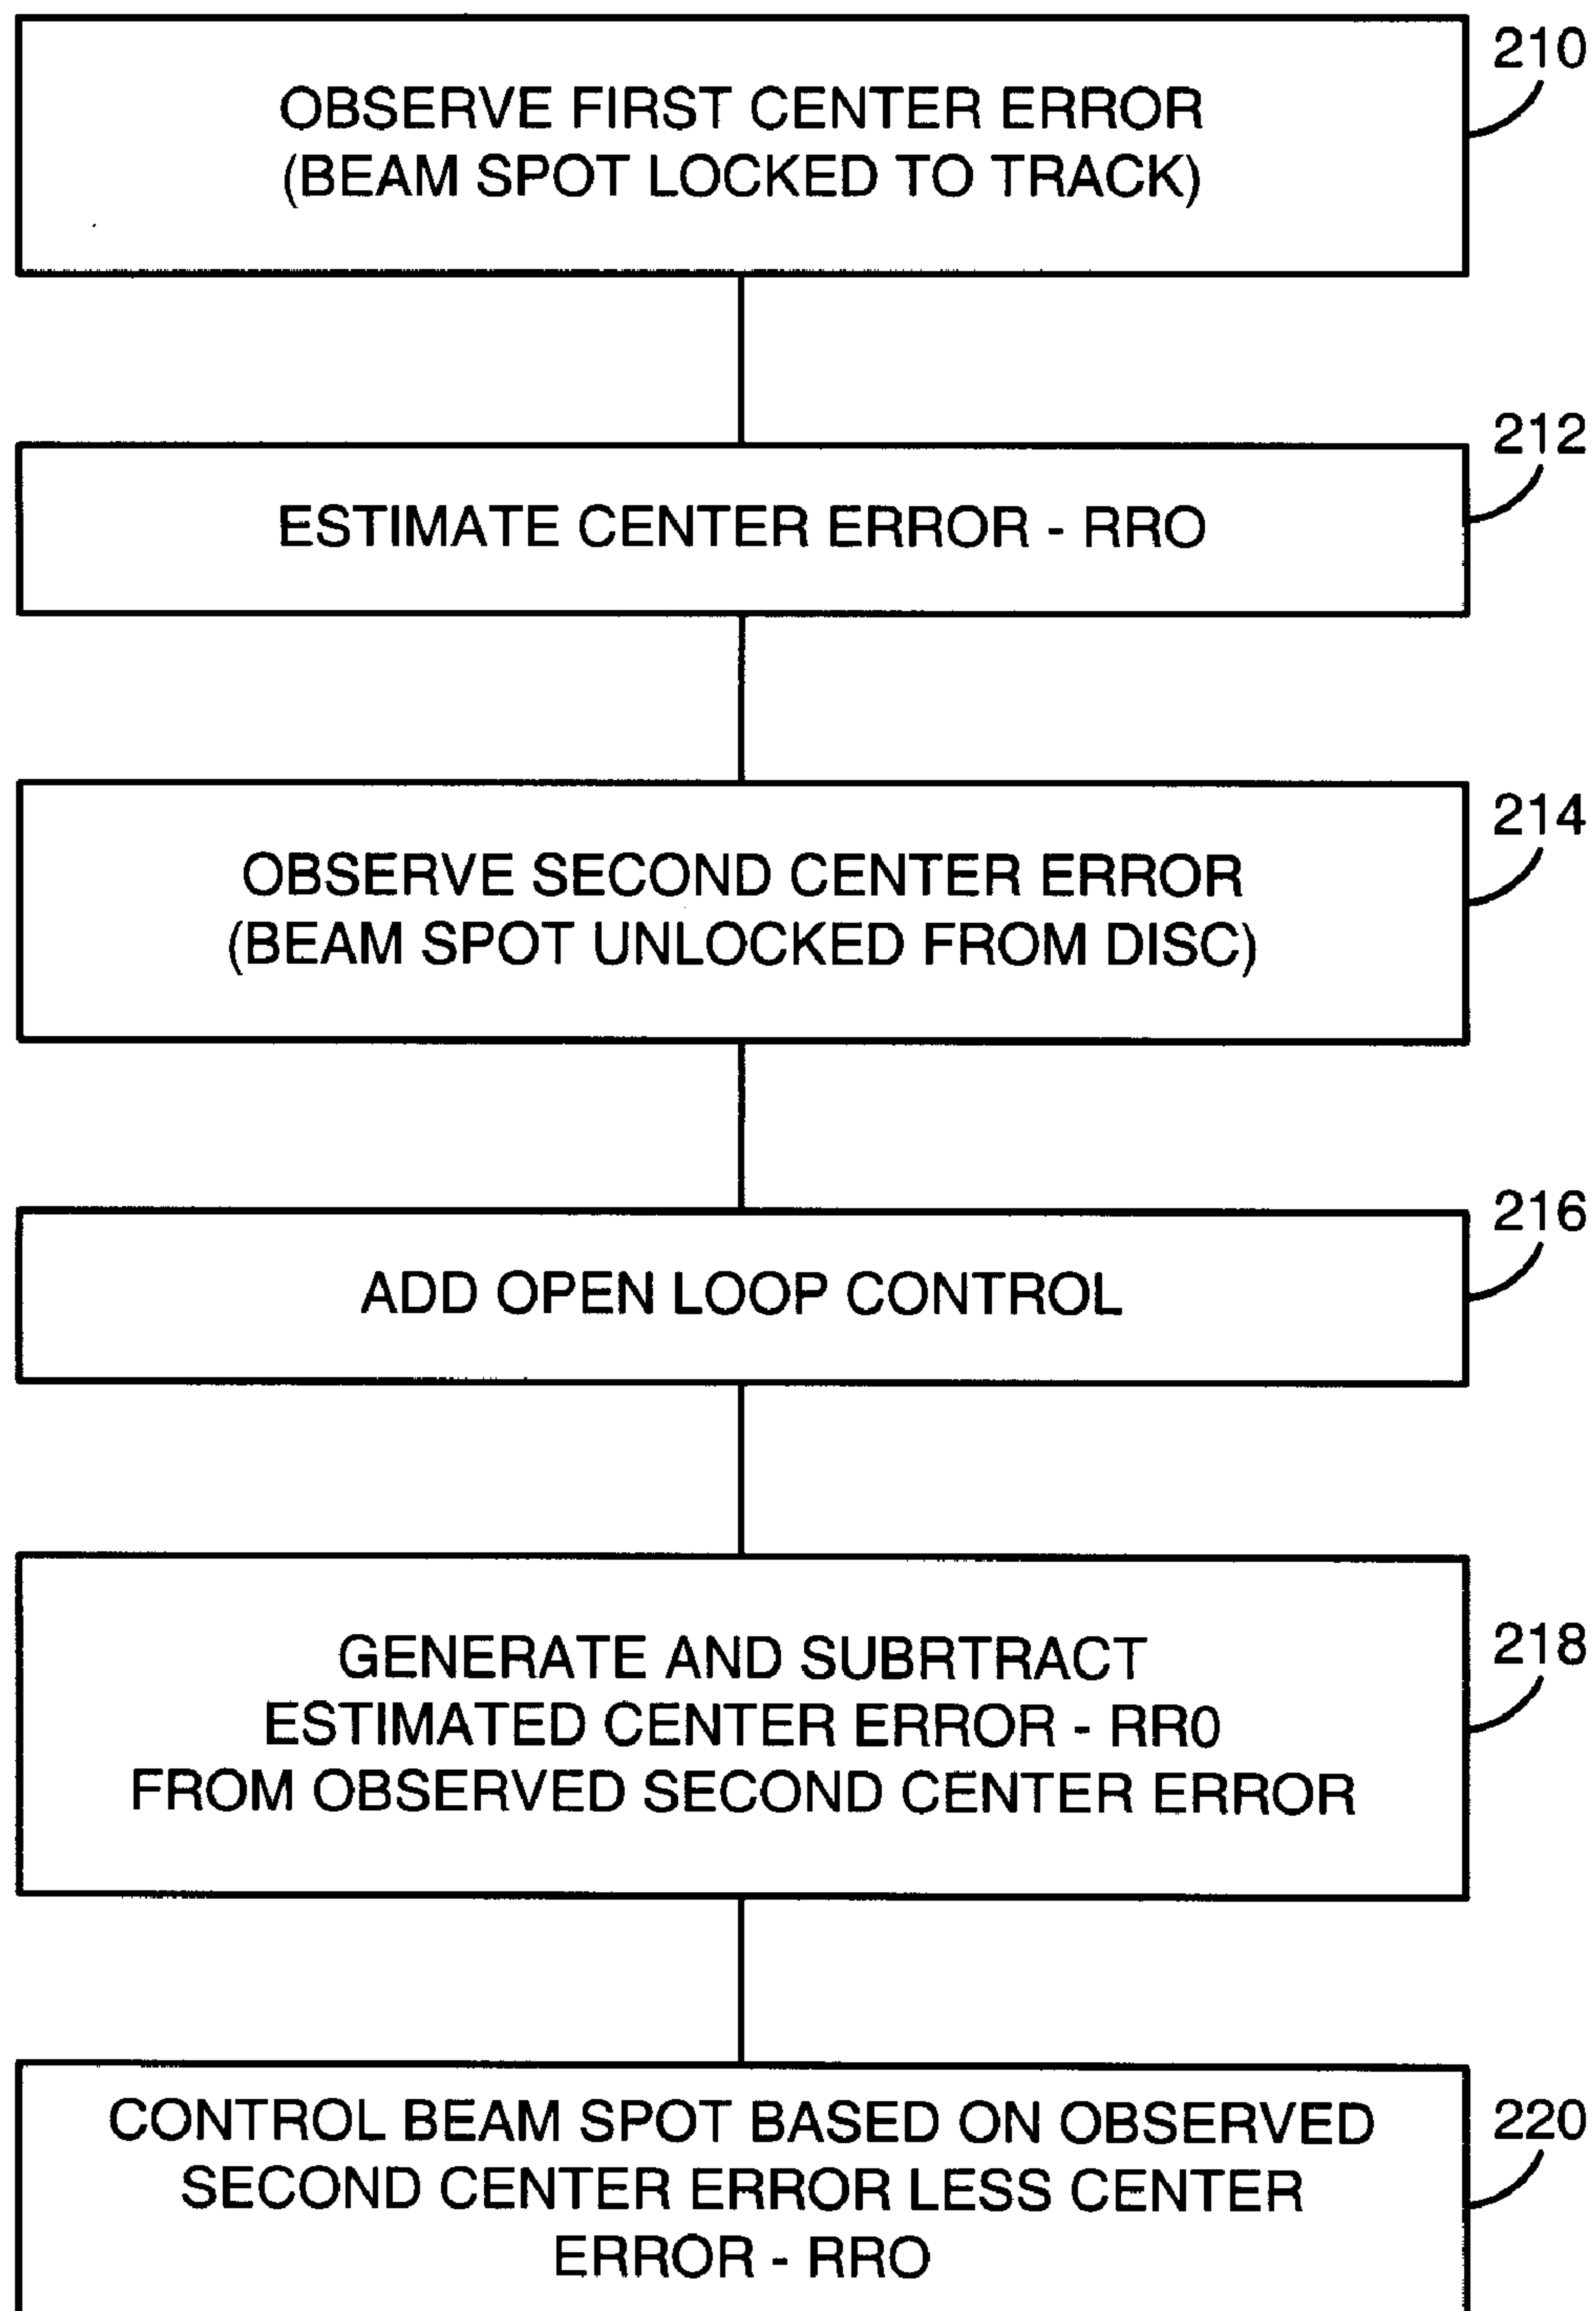 210
OBSERVE FIRST CENTER ERROR
(BEAM SPOT LOCKED TO TRACK)
212
ESTIMATE CENTER ERROR - RRO
214
OBSERVE SECOND CENTER ERROR
(BEAM SPOT UNLOCKED FROM DISC)
216
ADD OPEN LOOP CONTROL
218
GENERATE AND SUBRTRACT
ESTIMATED CENTER ERROR - RR0
FROM OBSERVED SECOND CENTER ERROR
220
CONTROL BEAM SPOT BASED ON OBSERVED
SECOND CENTER ERROR LESS CENTER
ERROR - RRO